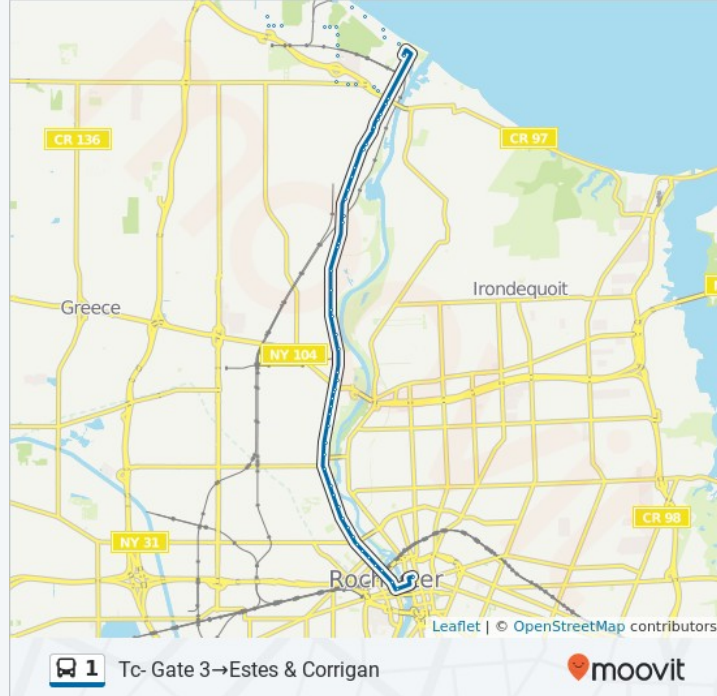 CR 136
CR 97
Irondequoit
Greece
NY 104
CR 98
NY 31
Leaflet | © OpenStreetMap contributors
1 Tc- Gate 3→Estes & Corrigan
moovit